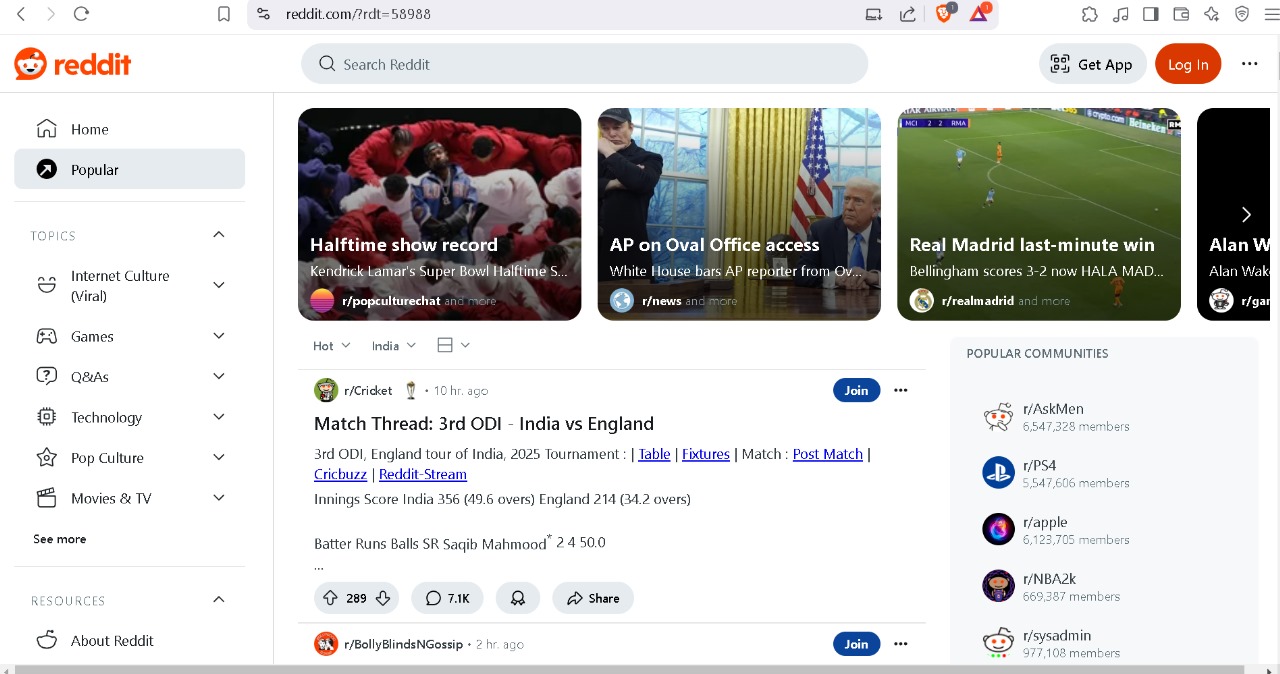 reddit.com/?rdt=58988
1
1
reddit
Search Reddit
Get App
Log In
Home
Popular
TOPICS
Internet Culture
(Viral)
Games
Q&As
Technology
Pop Culture
Movies & TV
See more
RESOURCES
About Reddit
Halftime show record
Kendrick Lamar's Super Bowl Halftime S...
r/popculturechat and more
AP on Oval Office access
White House bars AP reporter from Ov...
r/news and more
MCI 2 2 RMA
crypto.com
Heineken
RM
Real Madrid last-minute win
Bellingham scores 3-2 now HALA MAD...
r/realmadrid and more
Alan W
Alan Wak
r/gar
Hot
India
r/Cricket • 10 hr. ago
Join
Match Thread: 3rd ODI - India vs England
3rd ODI, England tour of India, 2025 Tournament : | Table | Fixtures | Match : Post Match |
Cricbuzz | Reddit-Stream
Innings Score India 356 (49.6 overs) England 214 (34.2 overs)
Batter Runs Balls SR Saqib Mahmood* 2 4 50.0
...
289
7.1K
Share
r/BollyBlindsNGossip • 2 hr. ago
Join
POPULAR COMMUNITIES
r/AskMen
6,547,328 members
r/PS4
5,547,606 members
r/apple
6,123,705 members
r/NBA2k
669,387 members
r/sysadmin
977,108 members